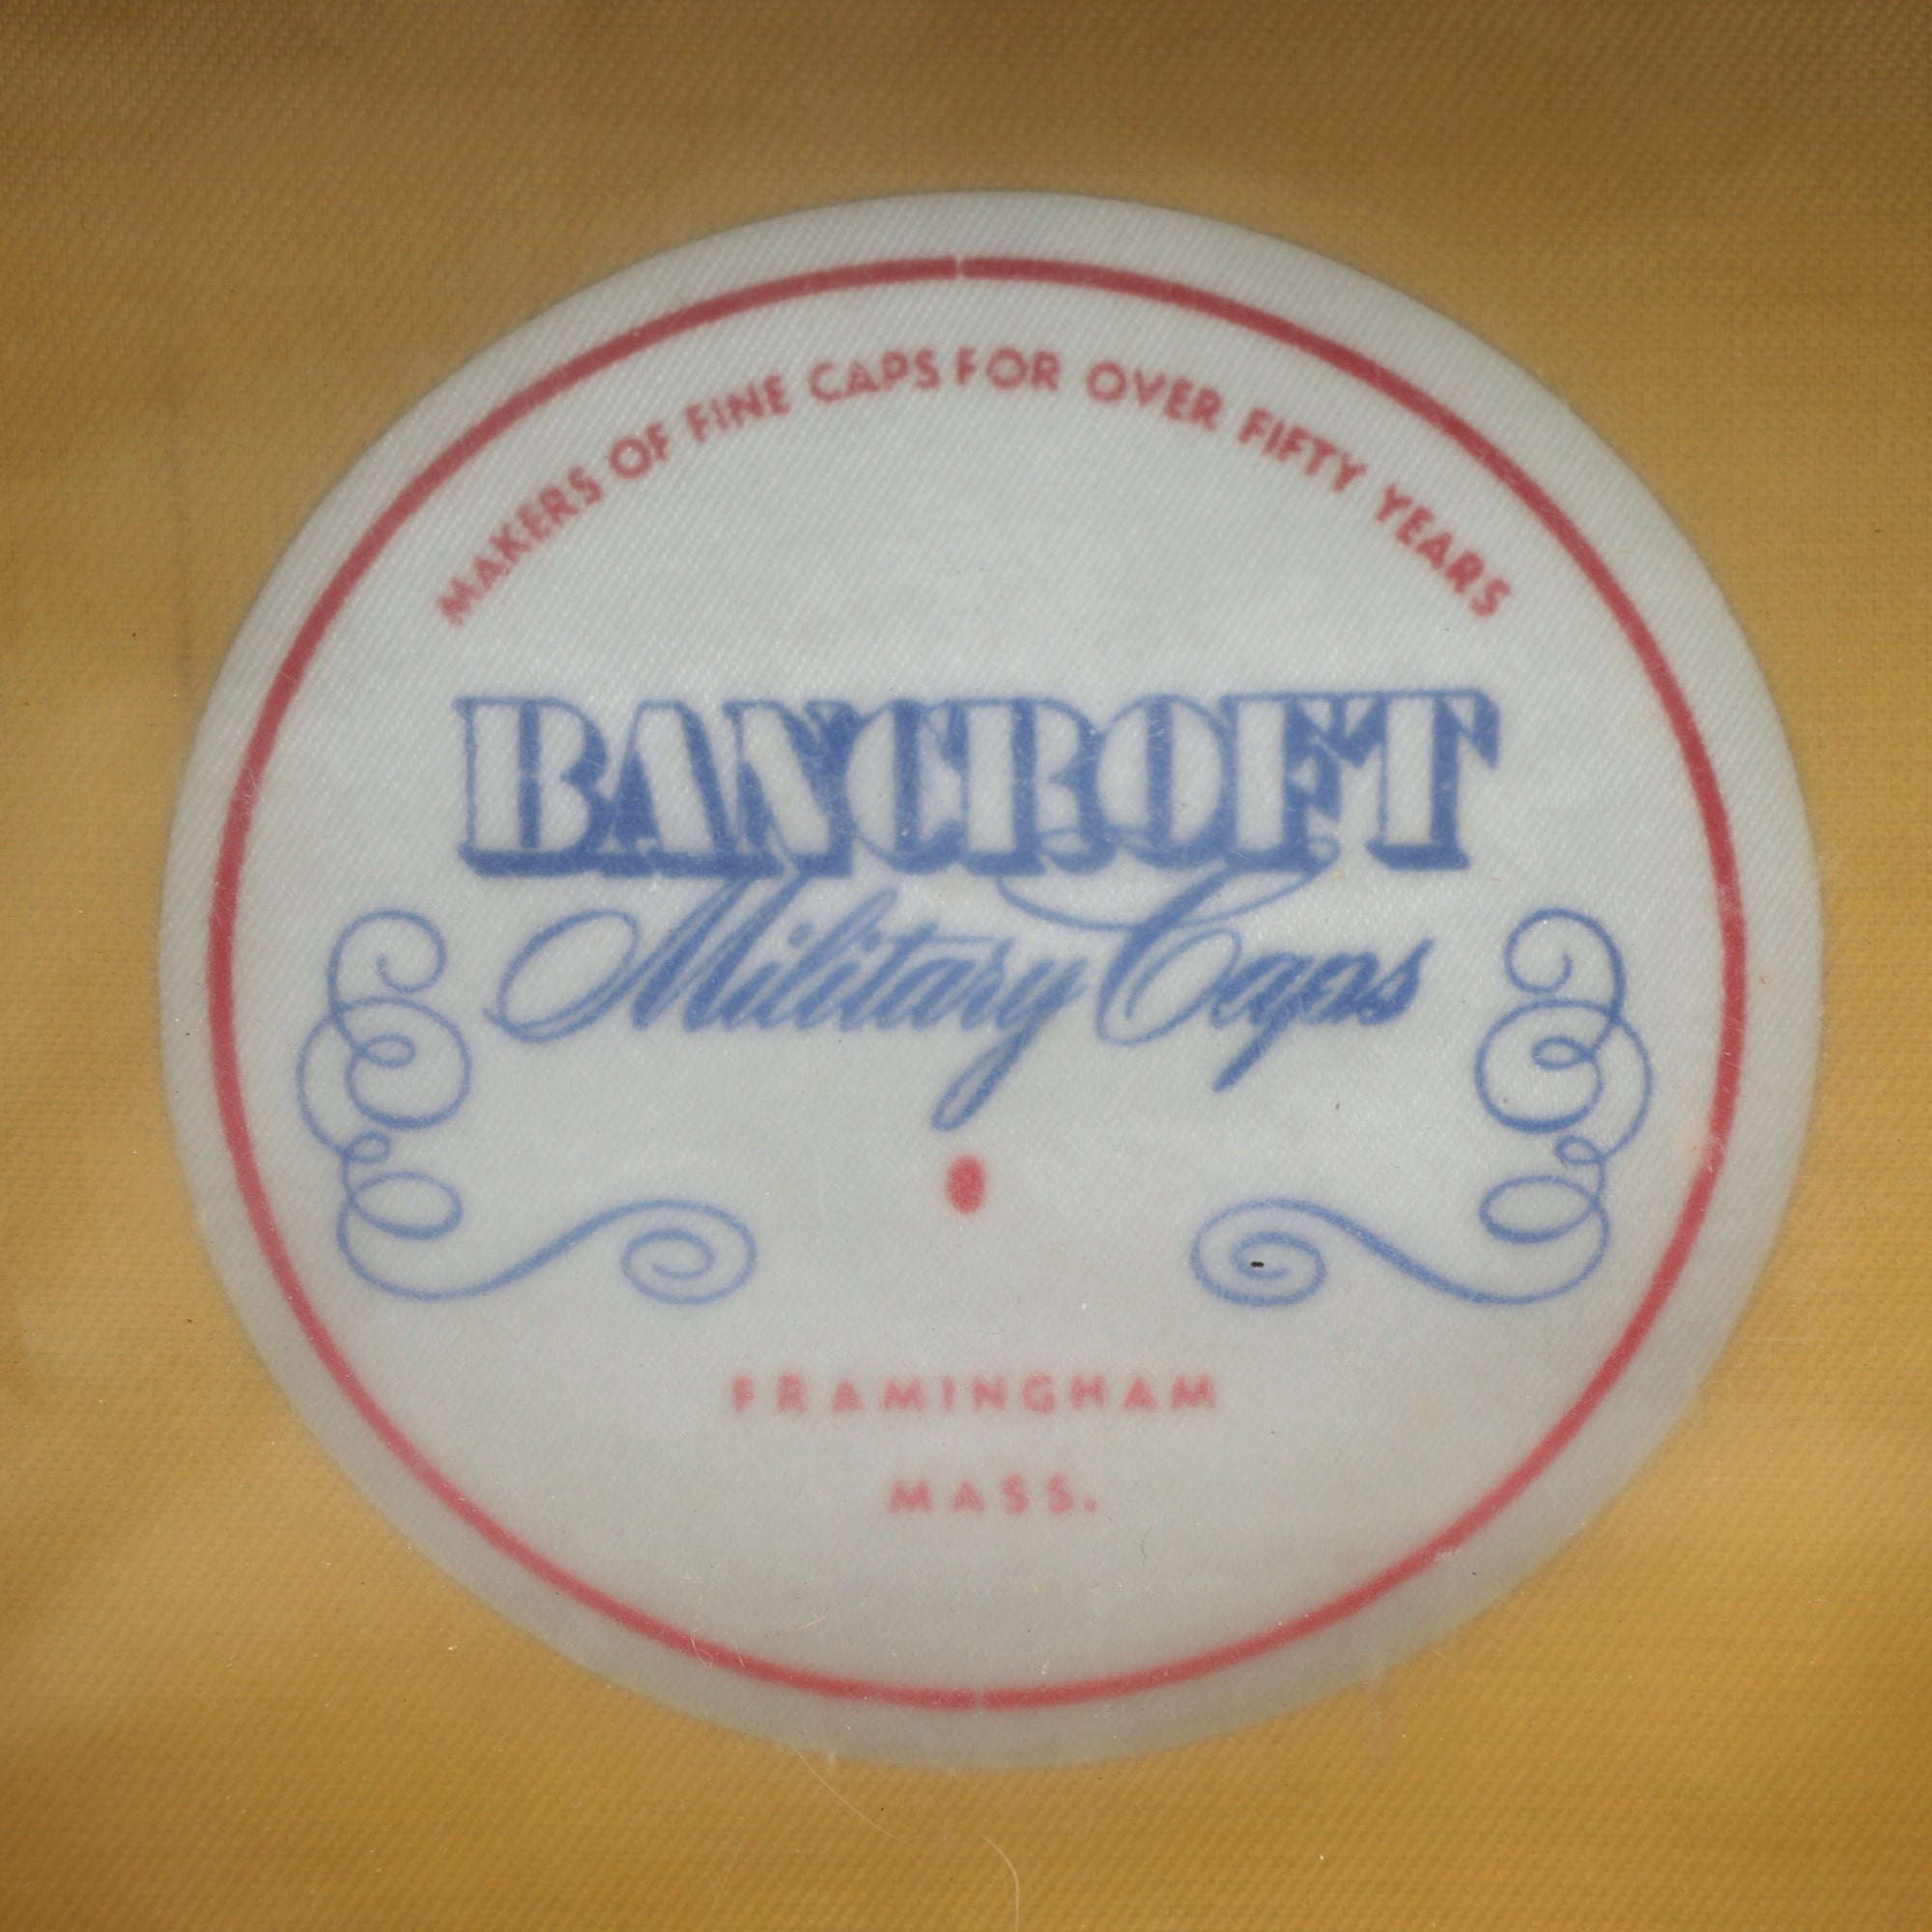 MAKERS OF FINE CAPS FOR OVER FIFTY YEARS
BANCROFT
Military Caps
FRAMINGHAM
MASS.